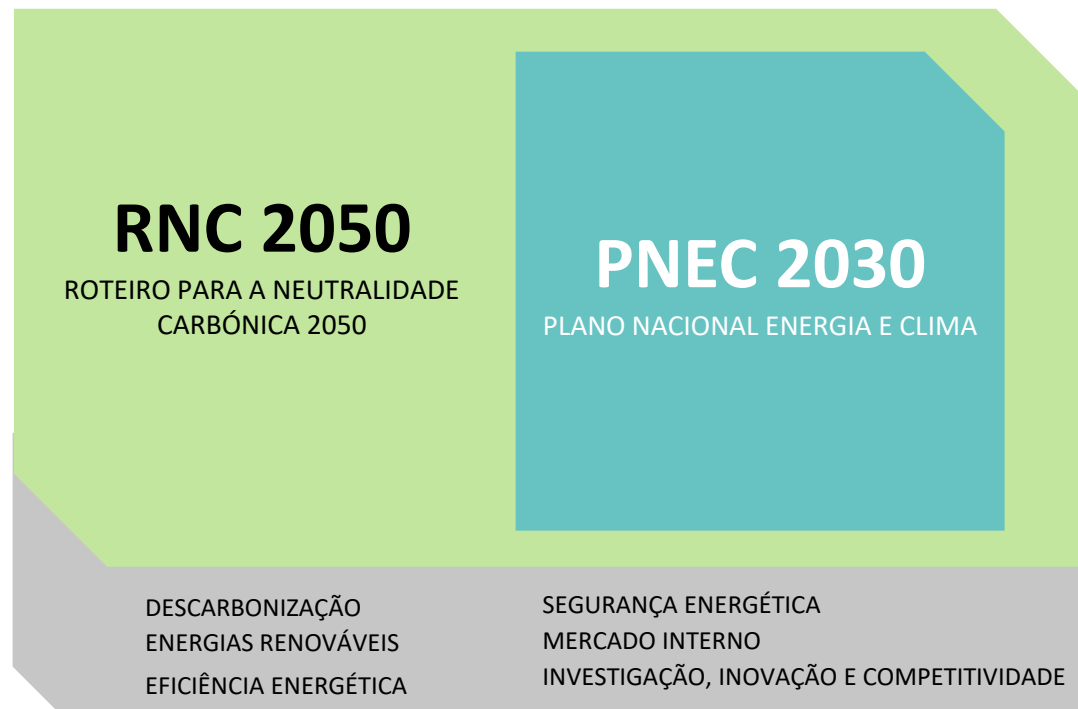 RNC 2050
ROTEIRO PARA A NEUTRALIDADE
CARBÓNICA 2050
PNEC 2030
PLANO NACIONAL ENERGIA E CLIMA
DESCARBONIZAÇÃO
ENERGIAS RENOVÁVEIS
EFICIÊNCIA ENERGÉTICA
SEGURANÇA ENERGÉTICA
MERCADO INTERNO
INVESTIGAÇÃO, INOVAÇÃO E COMPETITIVIDADE